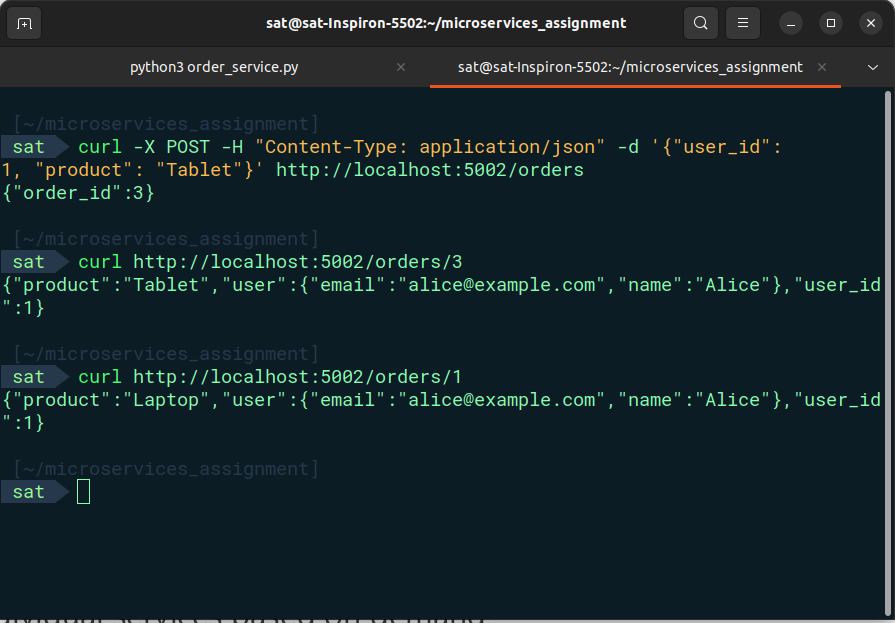 sat@sat-Inspiron-5502:~/microservices_assignment
python3 order_service.py
sat@sat-Inspiron-5502:~/microservices_assignment
[~/microservices_assignment]
sat curl -X POST -H "Content-Type: application/json" -d '{"user_id":
1, "product": "Tablet"}' http://localhost:5002/orders
{"order_id":3}
[~/microservices_assignment]
sat curl http://localhost:5002/orders/3
{"product":"Tablet","user":{"email":"alice@example.com","name":"Alice"},"user_id
":1}
[~/microservices_assignment]
sat curl http://localhost:5002/orders/1
{"product":"Laptop","user":{"email":"alice@example.com","name":"Alice"},"user_id
":1}
[~/microservices_assignment]
sat